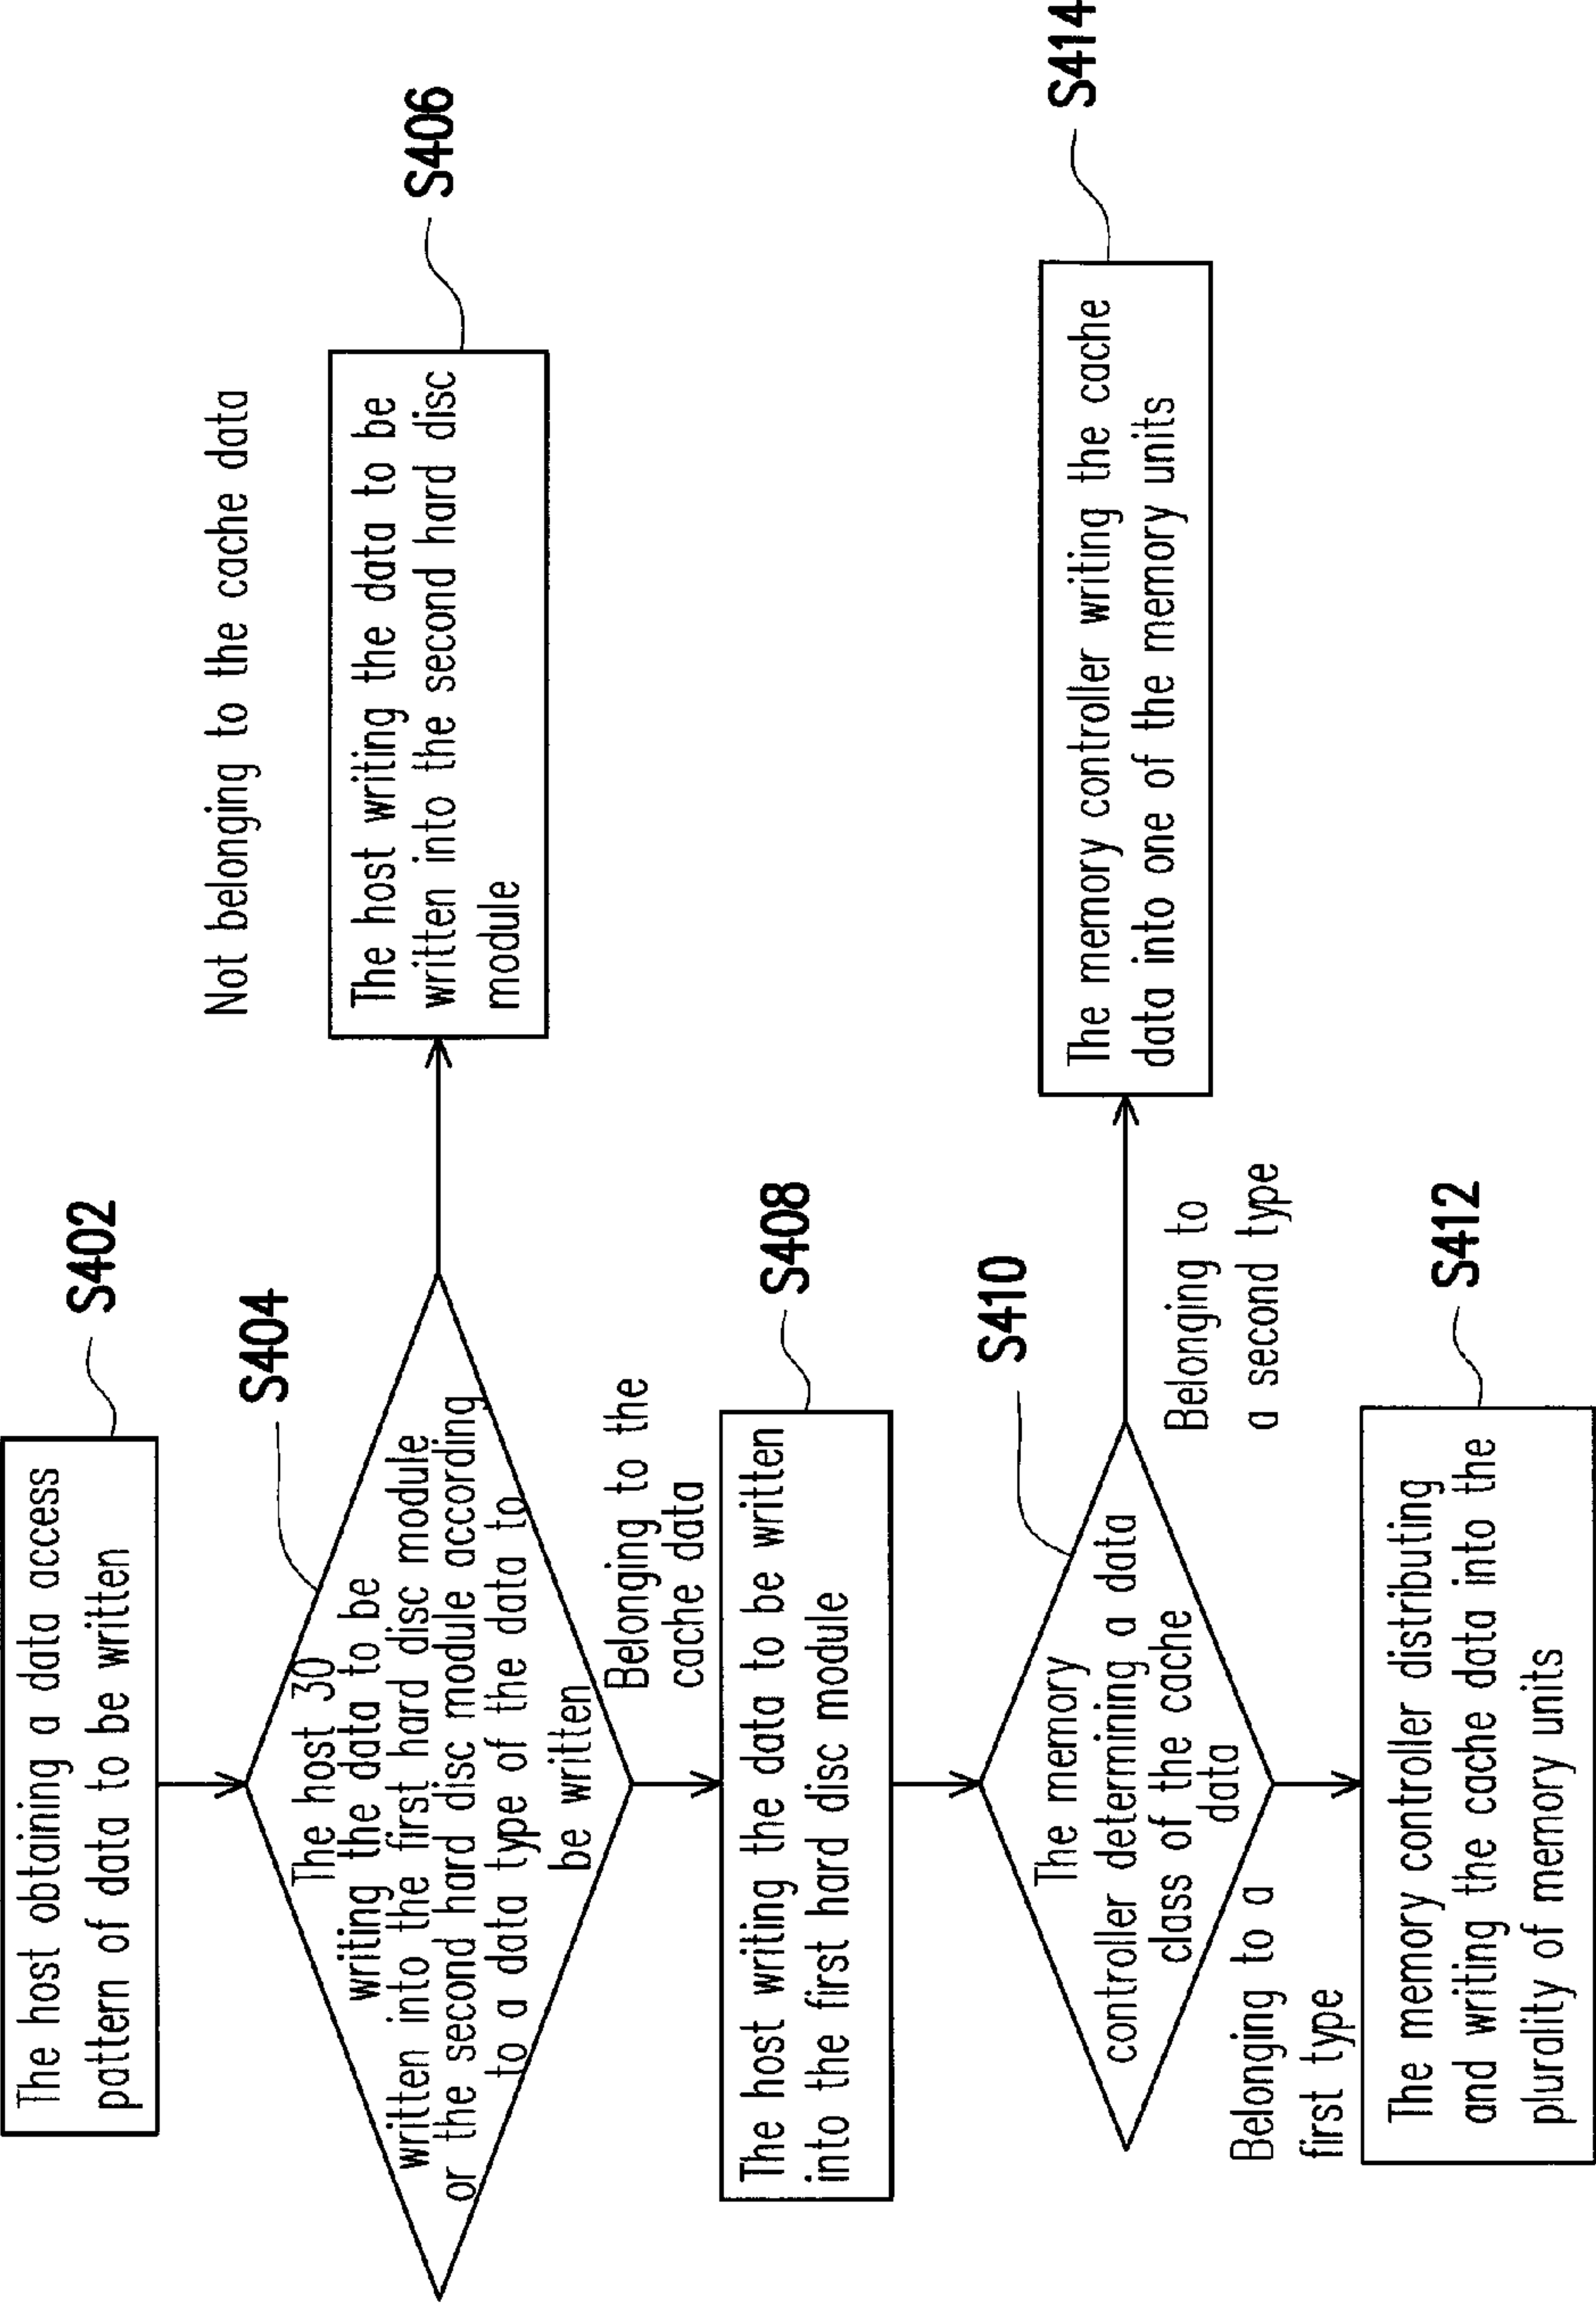 The host obtaining a data access
pattern of data to be written
S402
The host 30
writing the data to be
written into the first hard disc module
or the second hard disc module according
to a data type of the data to
be written
S404
Not belonging to the cache data
The host writing the data to be
written into the second hard disc
module
S406
Belonging to the
cache data
The host writing the data to be written
into the first hard disc module
S408
The memory
controller determining a data
class of the cache
data
S410
Belonging to
a second type
The memory controller writing the cache
data into one of the memory units
S414
Belonging to a
first type
The memory controller distributing
and writing the cache data into the
plurality of memory units
S412